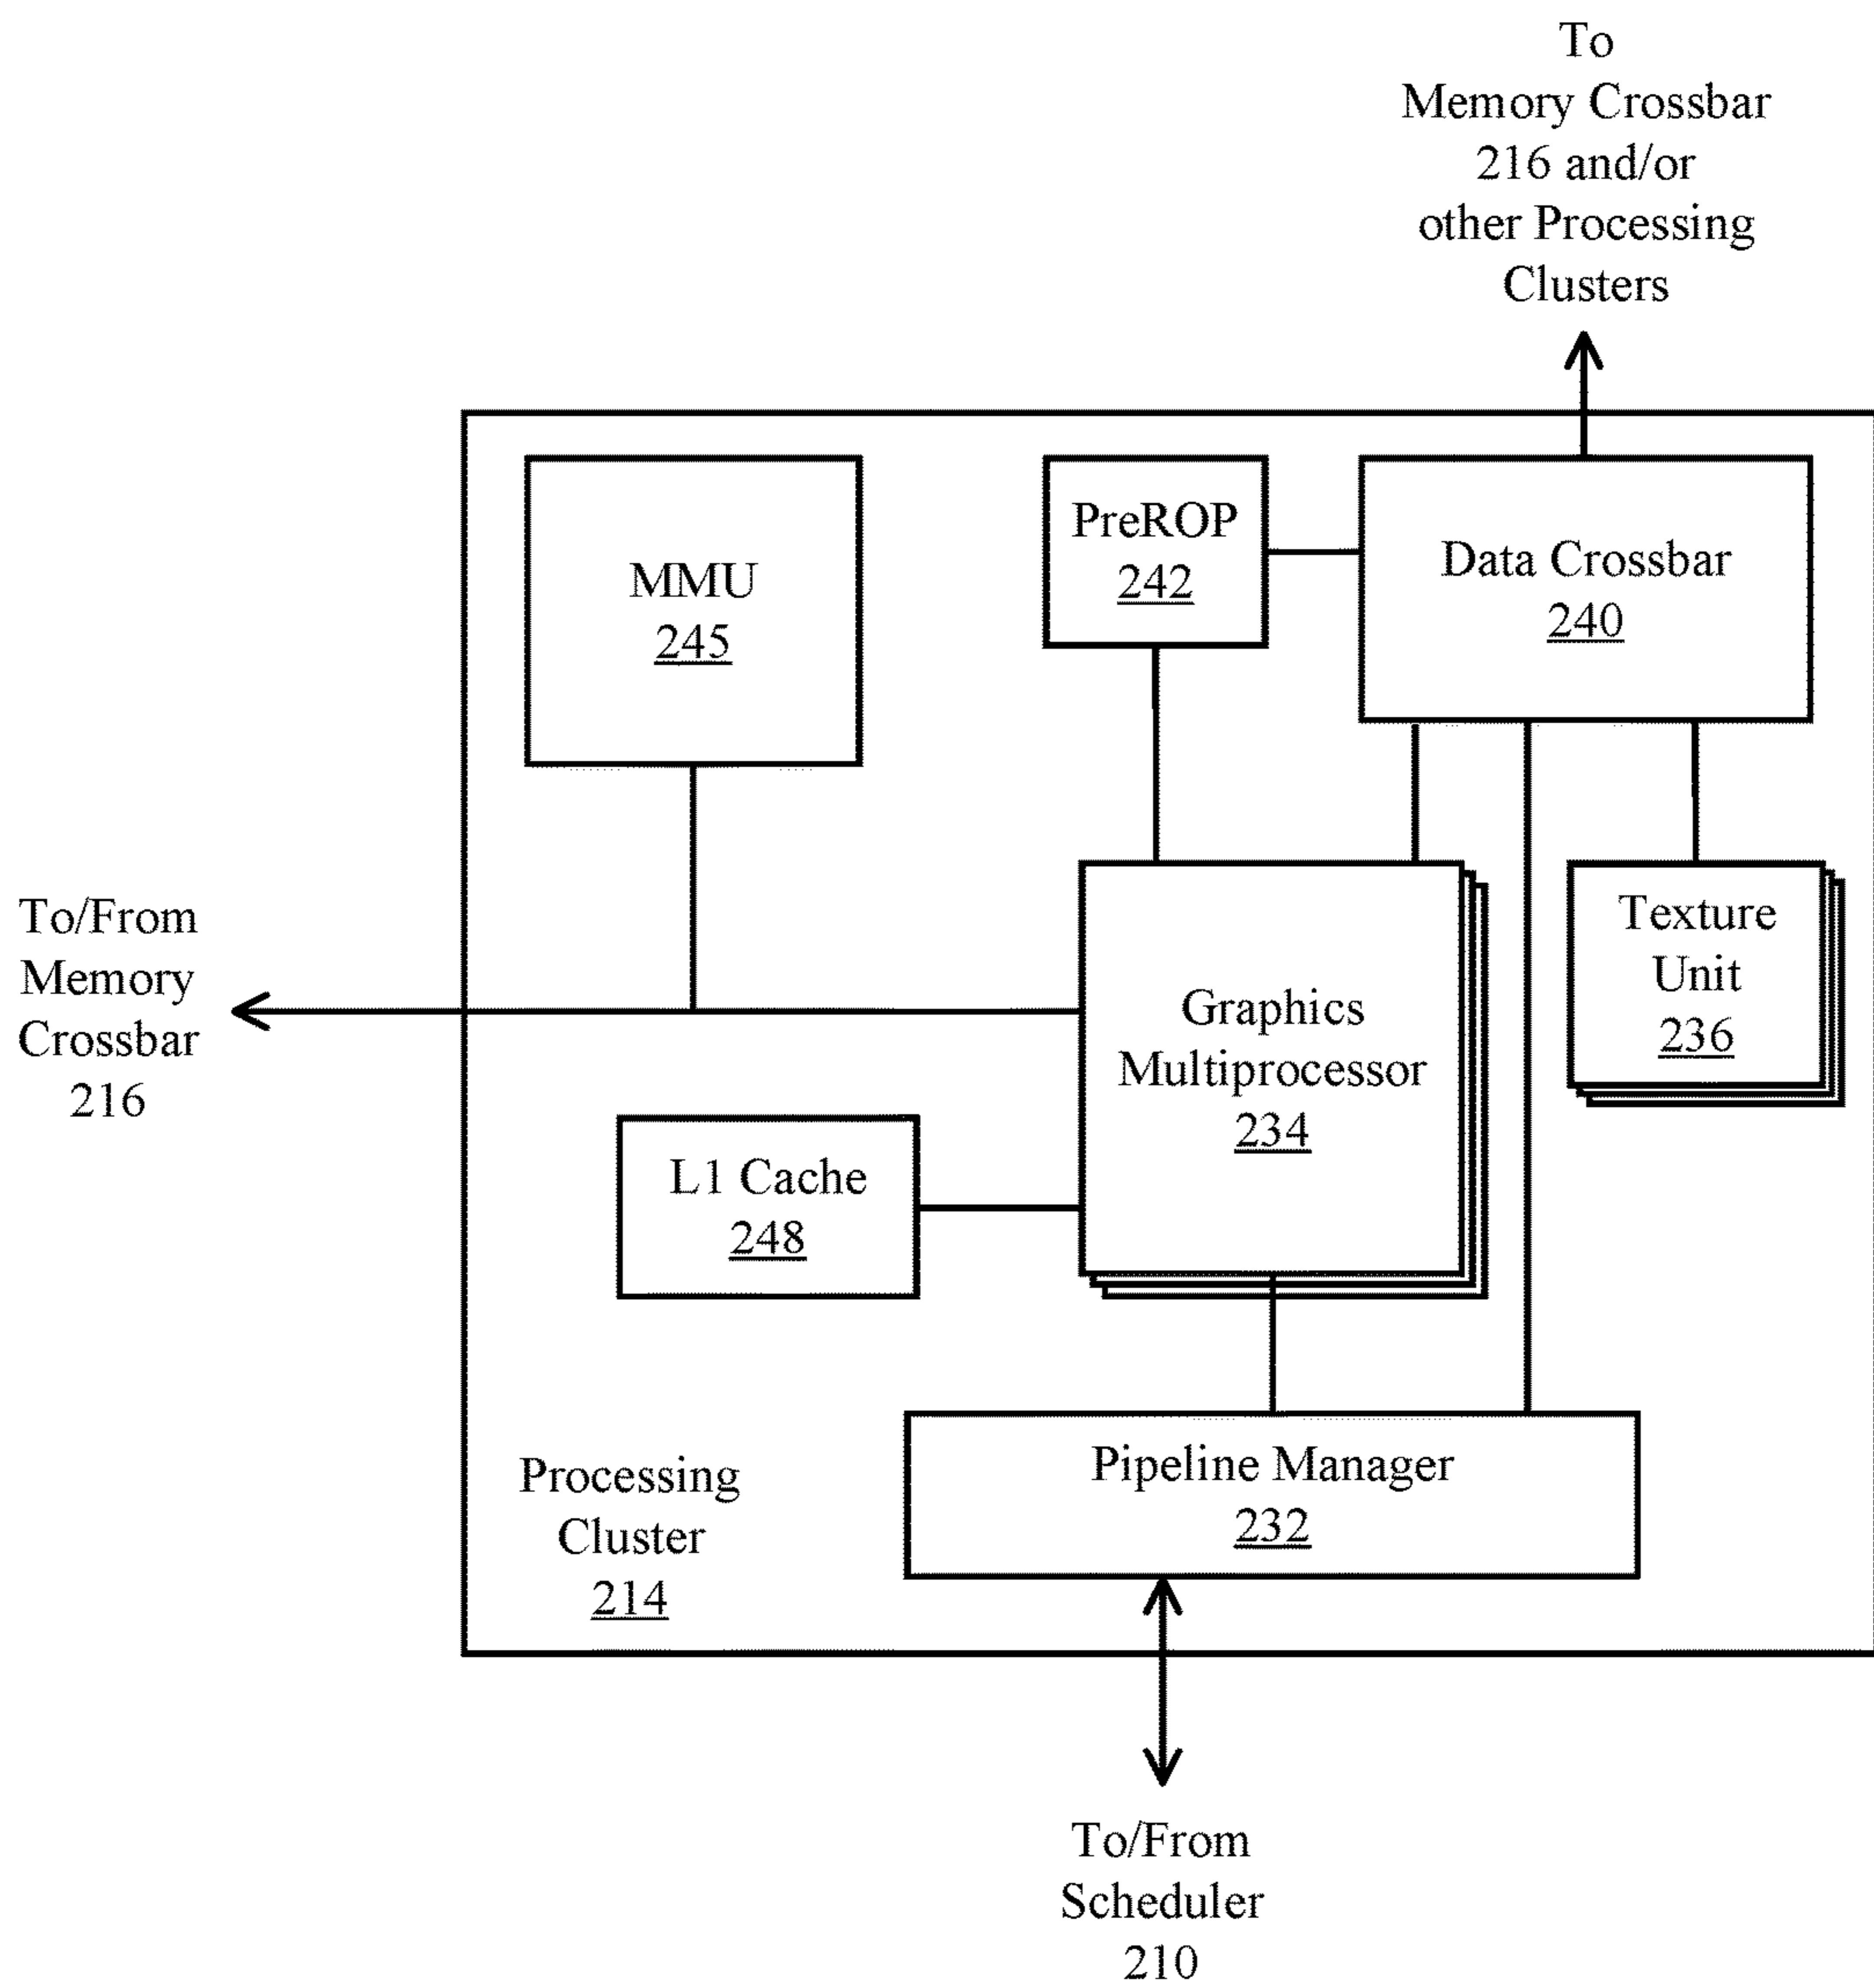 To
Memory Crossbar
216 and/or
other Processing
Clusters
MMU
245
PreROP
242
Data Crossbar
240
To/From
Memory
Crossbar
216
Graphics
Multiprocessor
234
Texture
Unit
236
L1 Cache
248
Processing
Cluster
214
Pipeline Manager
232
To/From
Scheduler
210